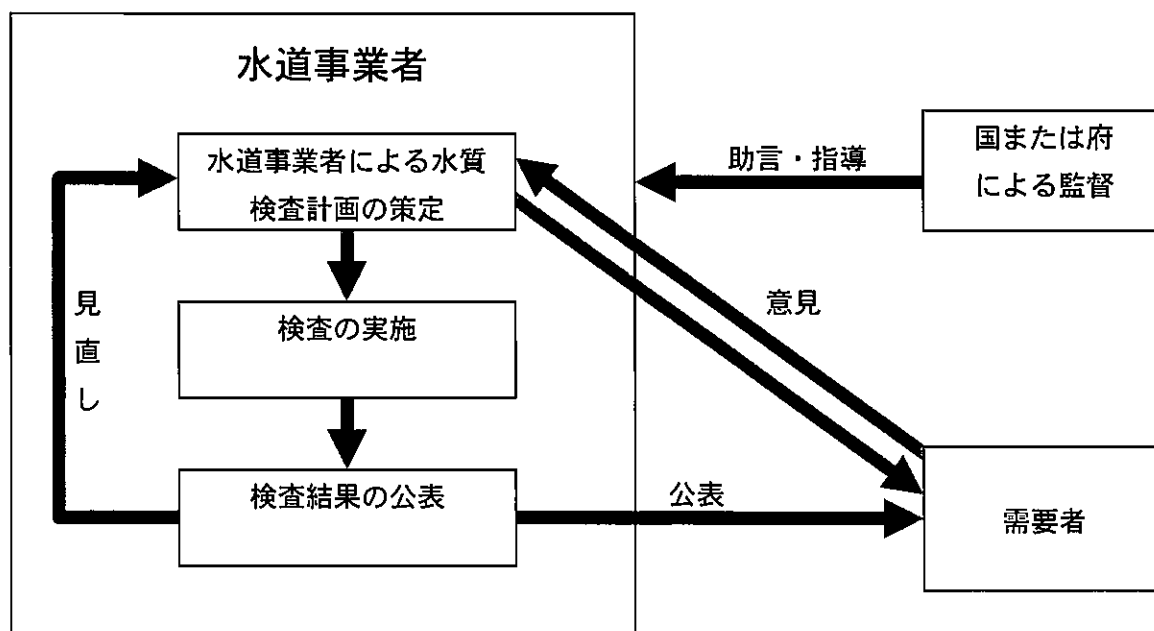 水道事業者
水道事業者による水質
検査計画の策定
検査の実施
検査結果の公表
見直し
助言・指導
国または府
による監督
意見
公表
需要者